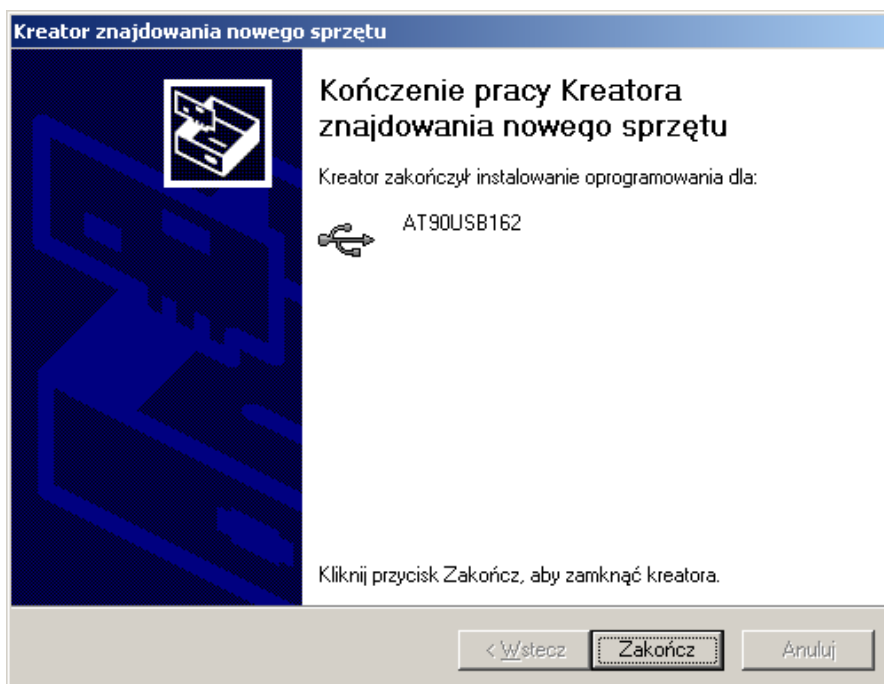 Kreator znajdowania nowego sprzętu
Kończenie pracy Kreatora
znajdowania nowego sprzętu
Kreator zakończył instalowanie oprogramowania dla:
AT90USB162
Kliknij przycisk Zakończ, aby zamknąć kreatora.
< Wstecz Zakończ Anuluj